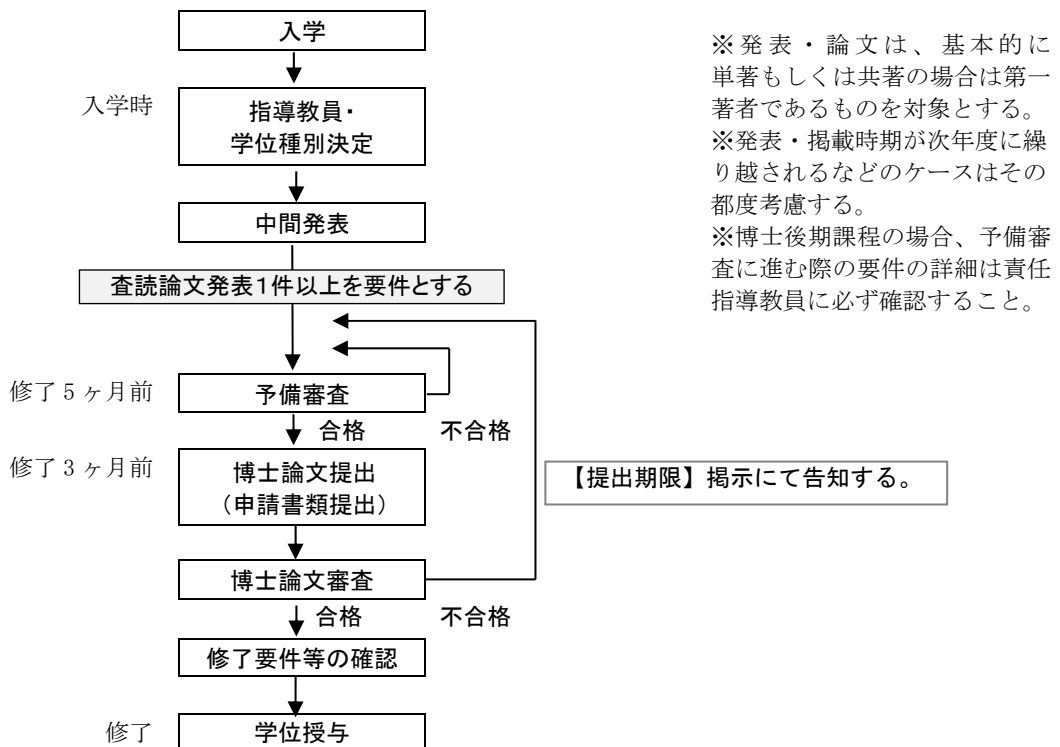 入学
入学時
指導教員・
学位種別決定
中間発表
査読論文発表1件以上を要件とする
修了5ヶ月前
予備審査
合格
不合格
修了3ヶ月前
博士論文提出
(申請書類提出)
【提出期限】掲示にて告知する。
博士論文審査
合格
不合格
修了要件等の確認
修了
学位授与
※発表・論文は、基本的に
単著もしくは共著の場合は第一
著者であるものを対象とする。
※発表・掲載時期が次年度に繰
り越されるなどのケースはその
都度考慮する。
※博士後期課程の場合、予備審
査に進む際の要件の詳細は責任
指導教員に必ず確認すること。